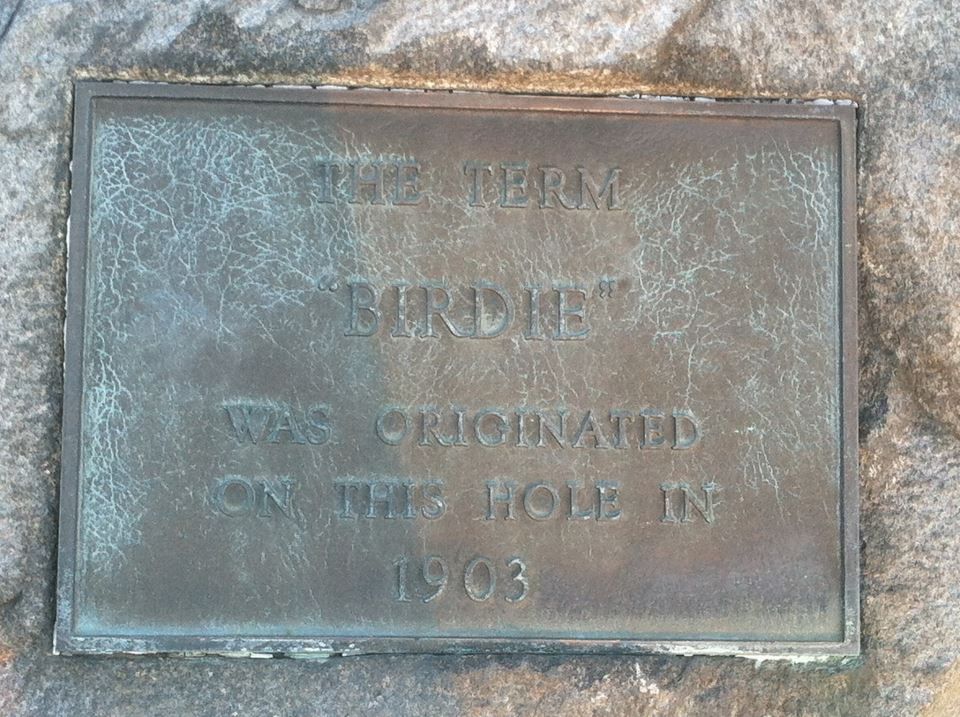 THE TERM
"BIRDIE"
WAS ORIGINATED
ON THIS HOLE IN
1903